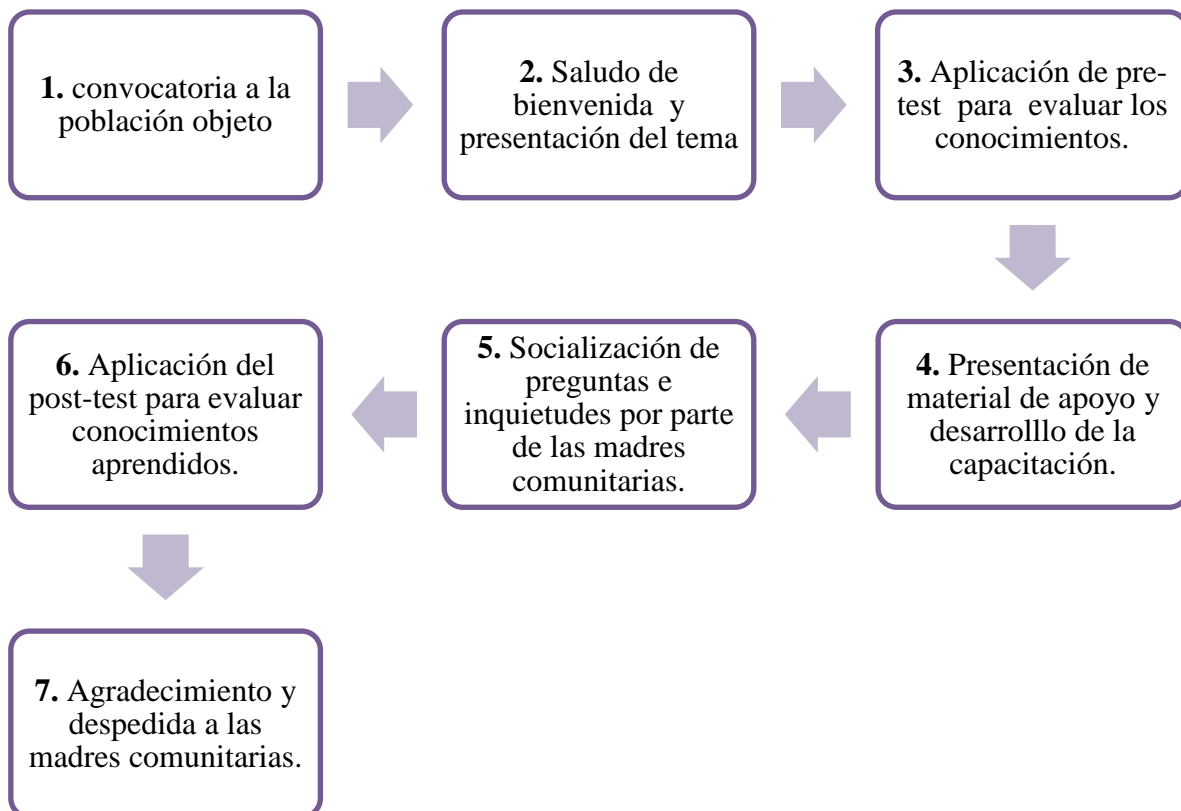 1. convocatoria a la
población objeto
2. Saludo de
bienvenida y
presentación del tema
3. Aplicación de pre-
test para evaluar los
conocimientos.
4. Presentación de
material de apoyo y
desarrolllo de la
capacitación.
5. Socialización de
preguntas e
inquietudes por parte
de las madres
comunitarias.
6. Aplicación del
post-test para evaluar
conocimientos
aprendidos.
7. Agradecimiento y
despedida a las
madres comunitarias.